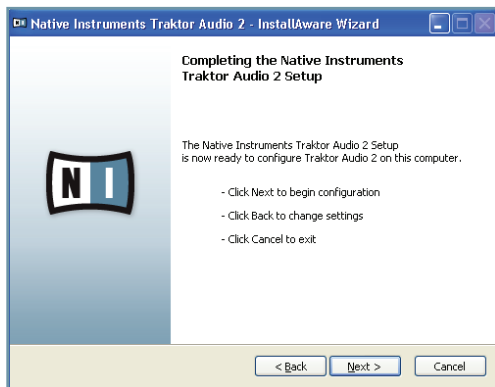 Native Instruments Traktor Audio 2 - InstallAware Wizard
Completing the Native Instruments
Traktor Audio 2 Setup
The Native Instruments Traktor Audio 2 Setup
is now ready to configure Traktor Audio 2 on this computer.
- Click Next to begin configuration
- Click Back to change settings
- Click Cancel to exit
NI
< Back
Next >
Cancel